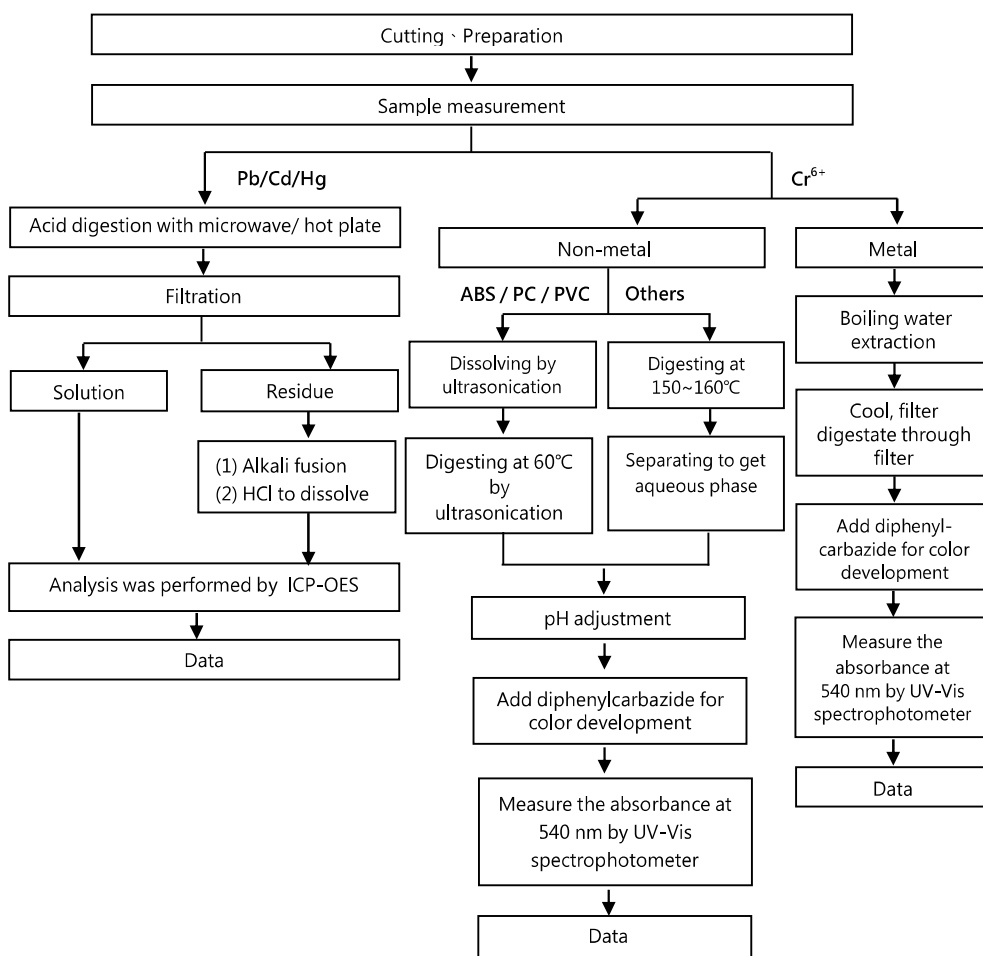 Cutting、Preparation
Sample measurement
Pb/Cd/Hg
Cr⁶⁺
Acid digestion with microwave/ hot plate
Filtration
Solution
Residue
(1) Alkali fusion
(2) HCl to dissolve
Analysis was performed by ICP-OES
Data
Non-metal
ABS / PC / PVC
Others
Dissolving by
ultrasonication
Digesting at
150~160℃
Digesting at 60℃
by
ultrasonication
Separating to get
aqueous phase
pH adjustment
Add diphenylcarbazide for
color development
Measure the absorbance at
540 nm by UV-Vis
spectrophotometer
Data
Metal
Boiling water
extraction
Cool, filter
digestate through
filter
Add diphenyl-
carbazide for color
development
Measure the
absorbance at
540 nm by UV-Vis
spectrophotometer
Data